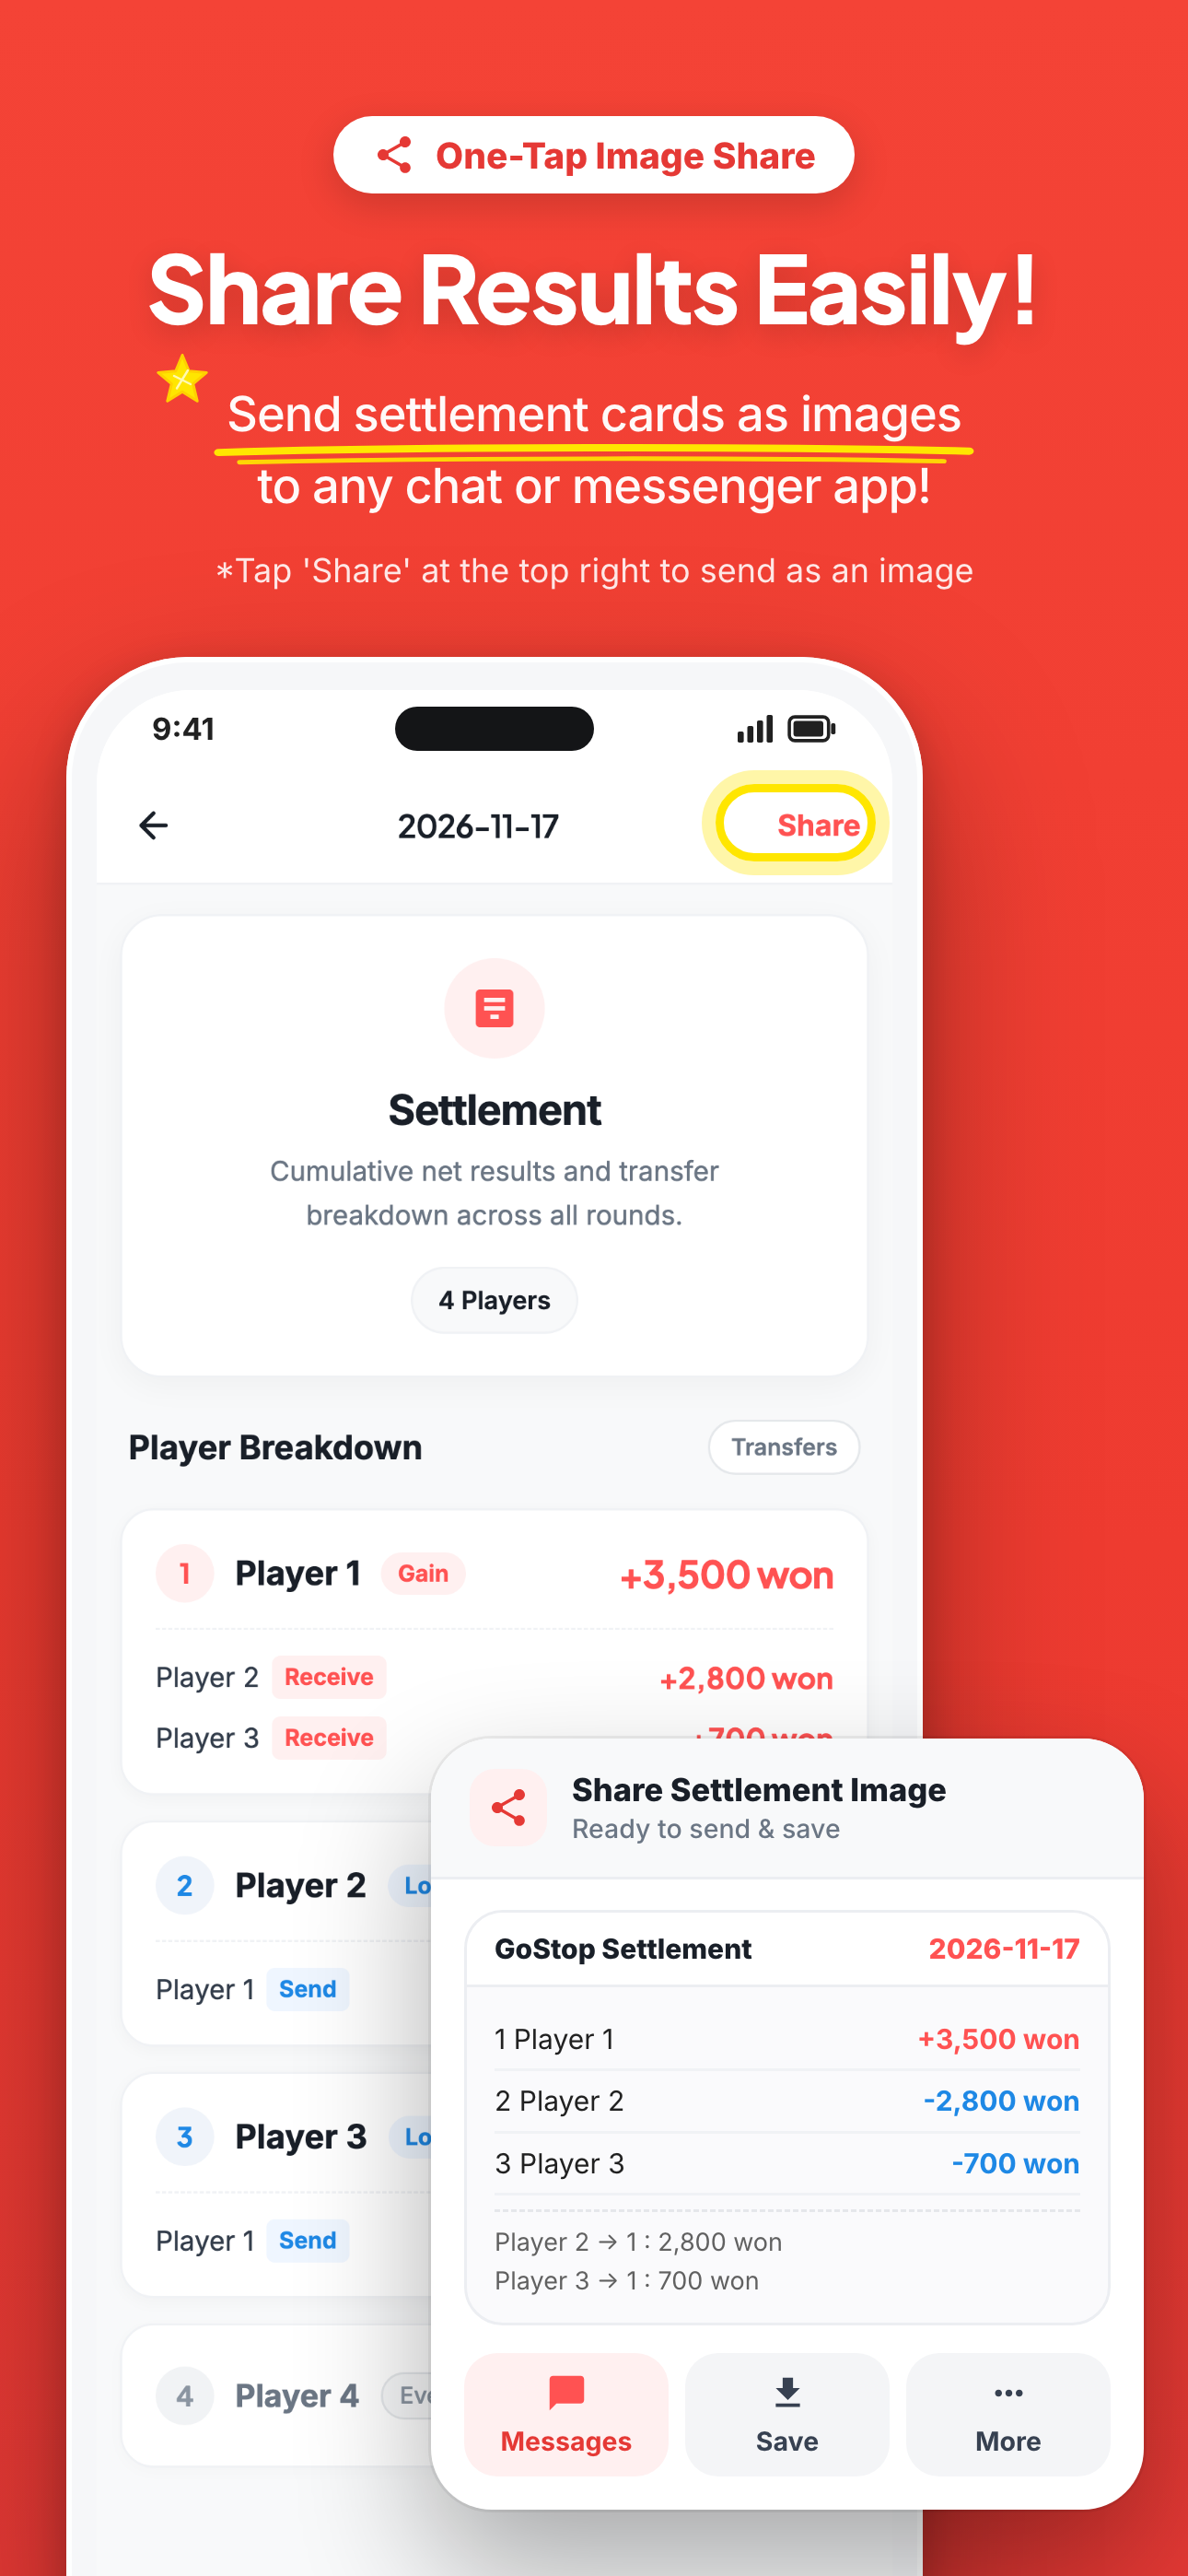 One-Tap Image Share
Share Results Easily!
Send settlement cards as images
to any chat or messenger app!
*Tap 'Share' at the top right to send as an image
9:41
2026-11-17
Share
Settlement
Cumulative net results and transfer
breakdown across all rounds.
4 Players
Player Breakdown
Transfers
1 Player 1 Gain +3,500 won
Player 2 Receive +2,800 won
Player 3 Receive +700 won
2 Player 2
Player 1 Send
3 Player 3
Player 1 Send
4 Player 4
Share Settlement Image
Ready to send & save
GoStop Settlement 2026-11-17
1 Player 1 +3,500 won
2 Player 2 -2,800 won
3 Player 3 -700 won
Player 2 → 1 : 2,800 won
Player 3 → 1 : 700 won
Messages
Save
More